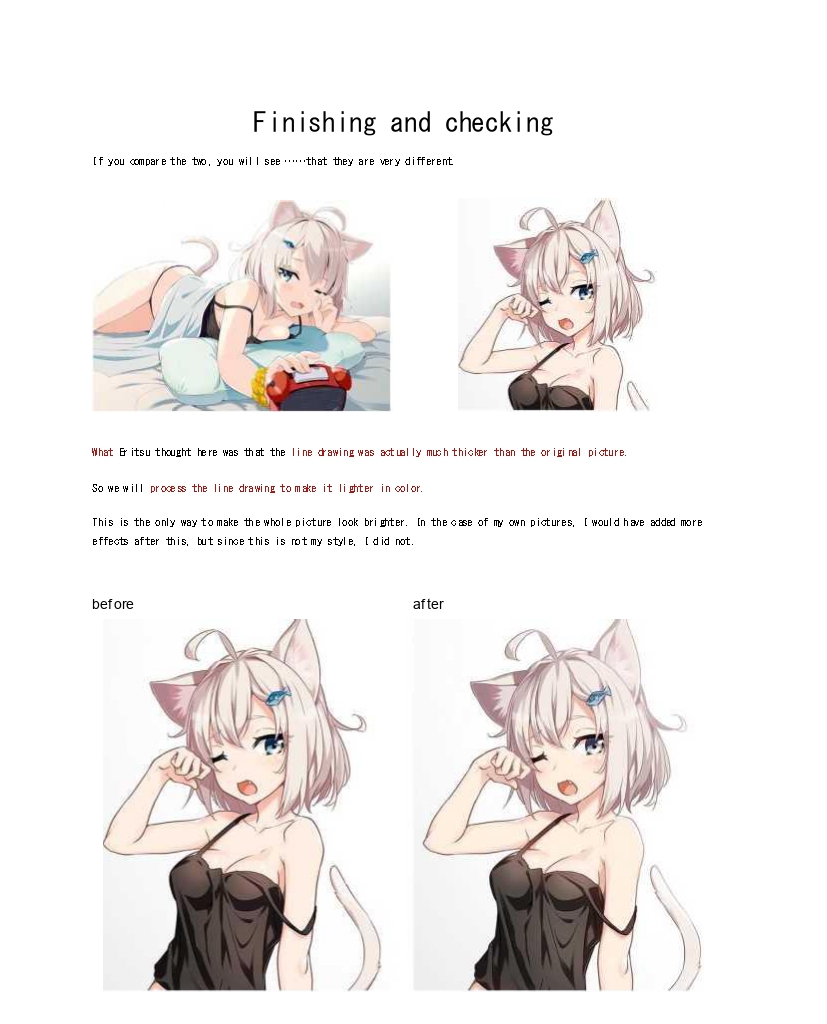 Finishing and checking
If you compare the two, you will see ······that they are very different.
What Eritsu thought here was that the line drawing was actually much thicker than the original picture.
So we will process the line drawing to make it lighter in color.
This is the only way to make the whole picture look brighter. In the case of my own pictures, I would have added more
effects after this, but since this is not my style, I did not.
before
after